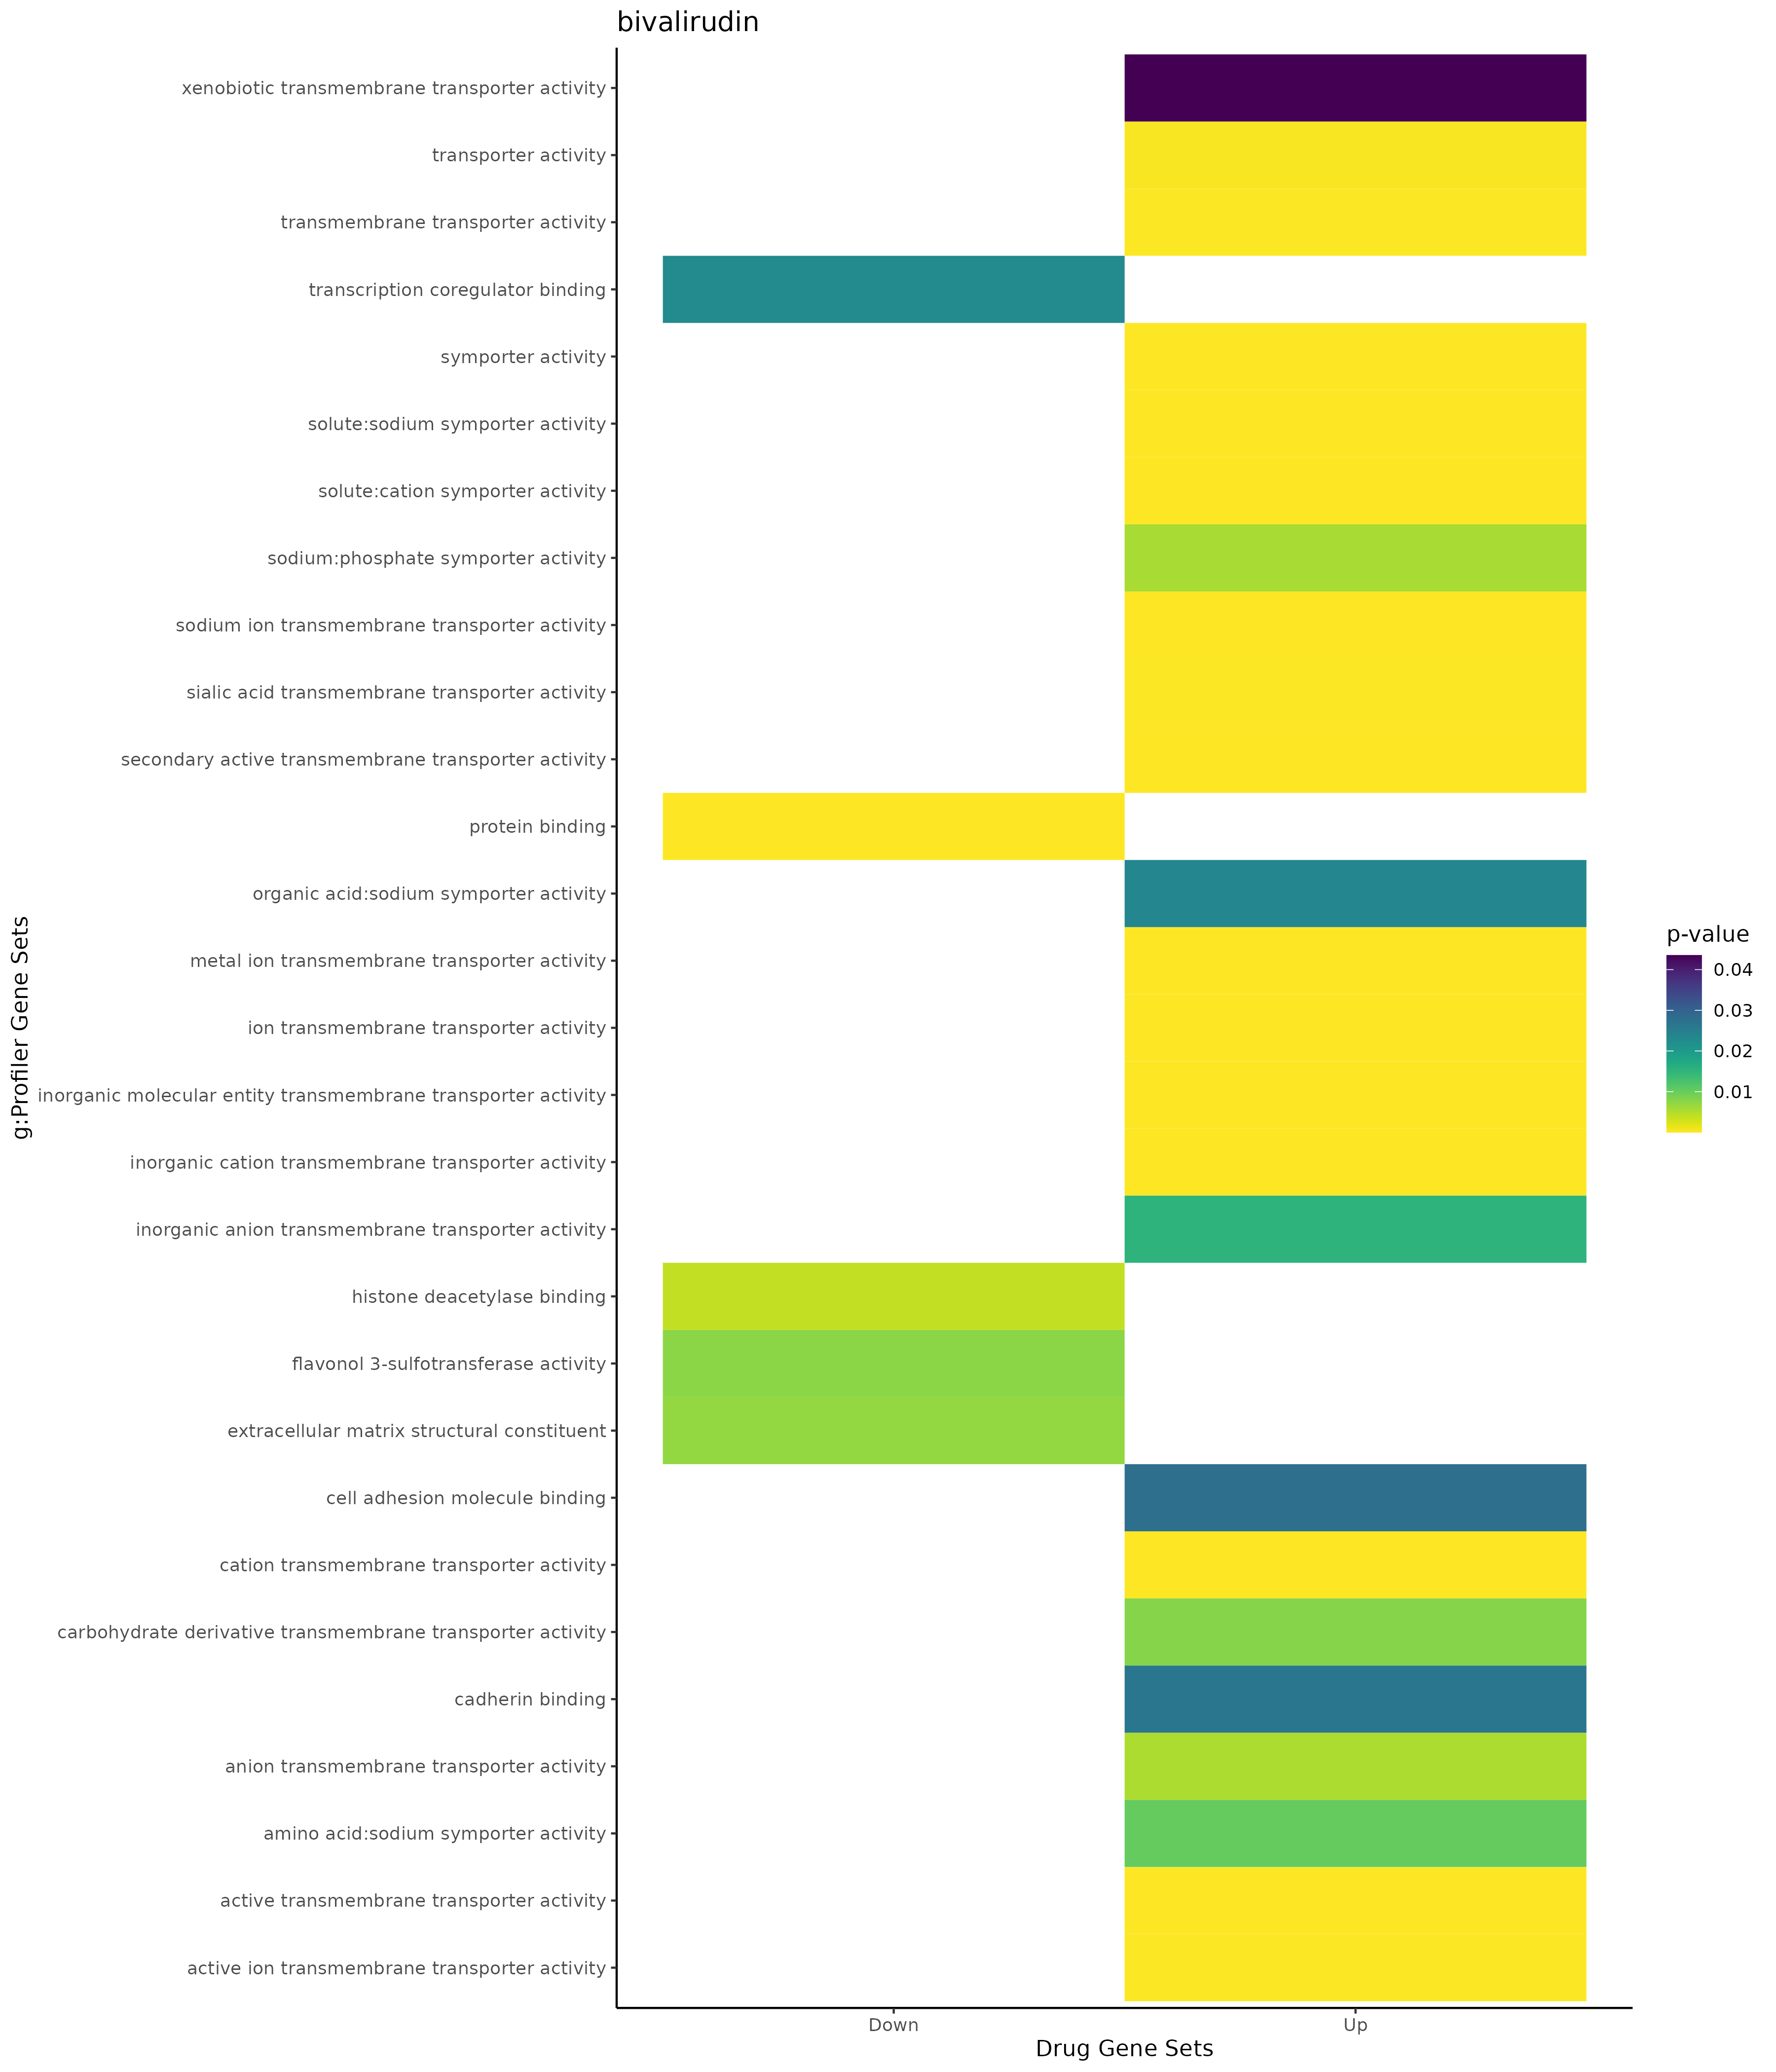 bivalirudin
xenobiotic transmembrane transporter activity
transporter activity
transmembrane transporter activity
transcription coregulator binding
symporter activity
solute:sodium symporter activity
solute:cation symporter activity
sodium:phosphate symporter activity
sodium ion transmembrane transporter activity
sialic acid transmembrane transporter activity
secondary active transmembrane transporter activity
protein binding
organic acid:sodium symporter activity
metal ion transmembrane transporter activity
ion transmembrane transporter activity
inorganic molecular entity transmembrane transporter activity
inorganic cation transmembrane transporter activity
inorganic anion transmembrane transporter activity
histone deacetylase binding
flavonol 3-sulfotransferase activity
extracellular matrix structural constituent
cell adhesion molecule binding
cation transmembrane transporter activity
carbohydrate derivative transmembrane transporter activity
cadherin binding
anion transmembrane transporter activity
amino acid:sodium symporter activity
active transmembrane transporter activity
active ion transmembrane transporter activity
g:Profiler Gene Sets
Down
Up
Drug Gene Sets
p-value
0.04
0.03
0.02
0.01